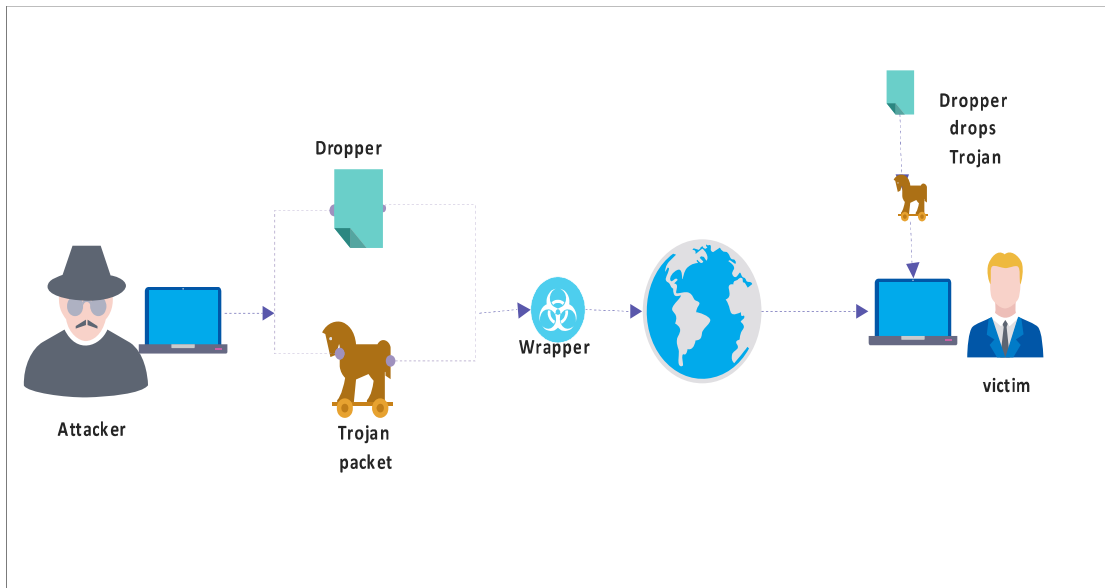 Dropper
Attacker
Trojan
packet
Wrapper
Dropper
drops
Trojan
victim